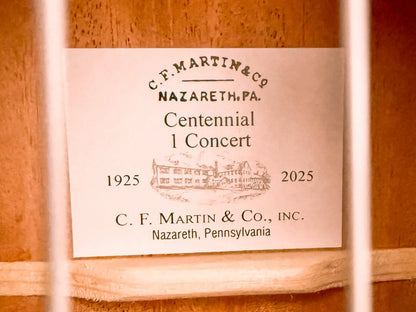 C. F. MARTIN & CO
NAZARETH, PA.
Centennial
1 Concert
1925 2025
C. F. MARTIN & CO., INC.
Nazareth, Pennsylvania